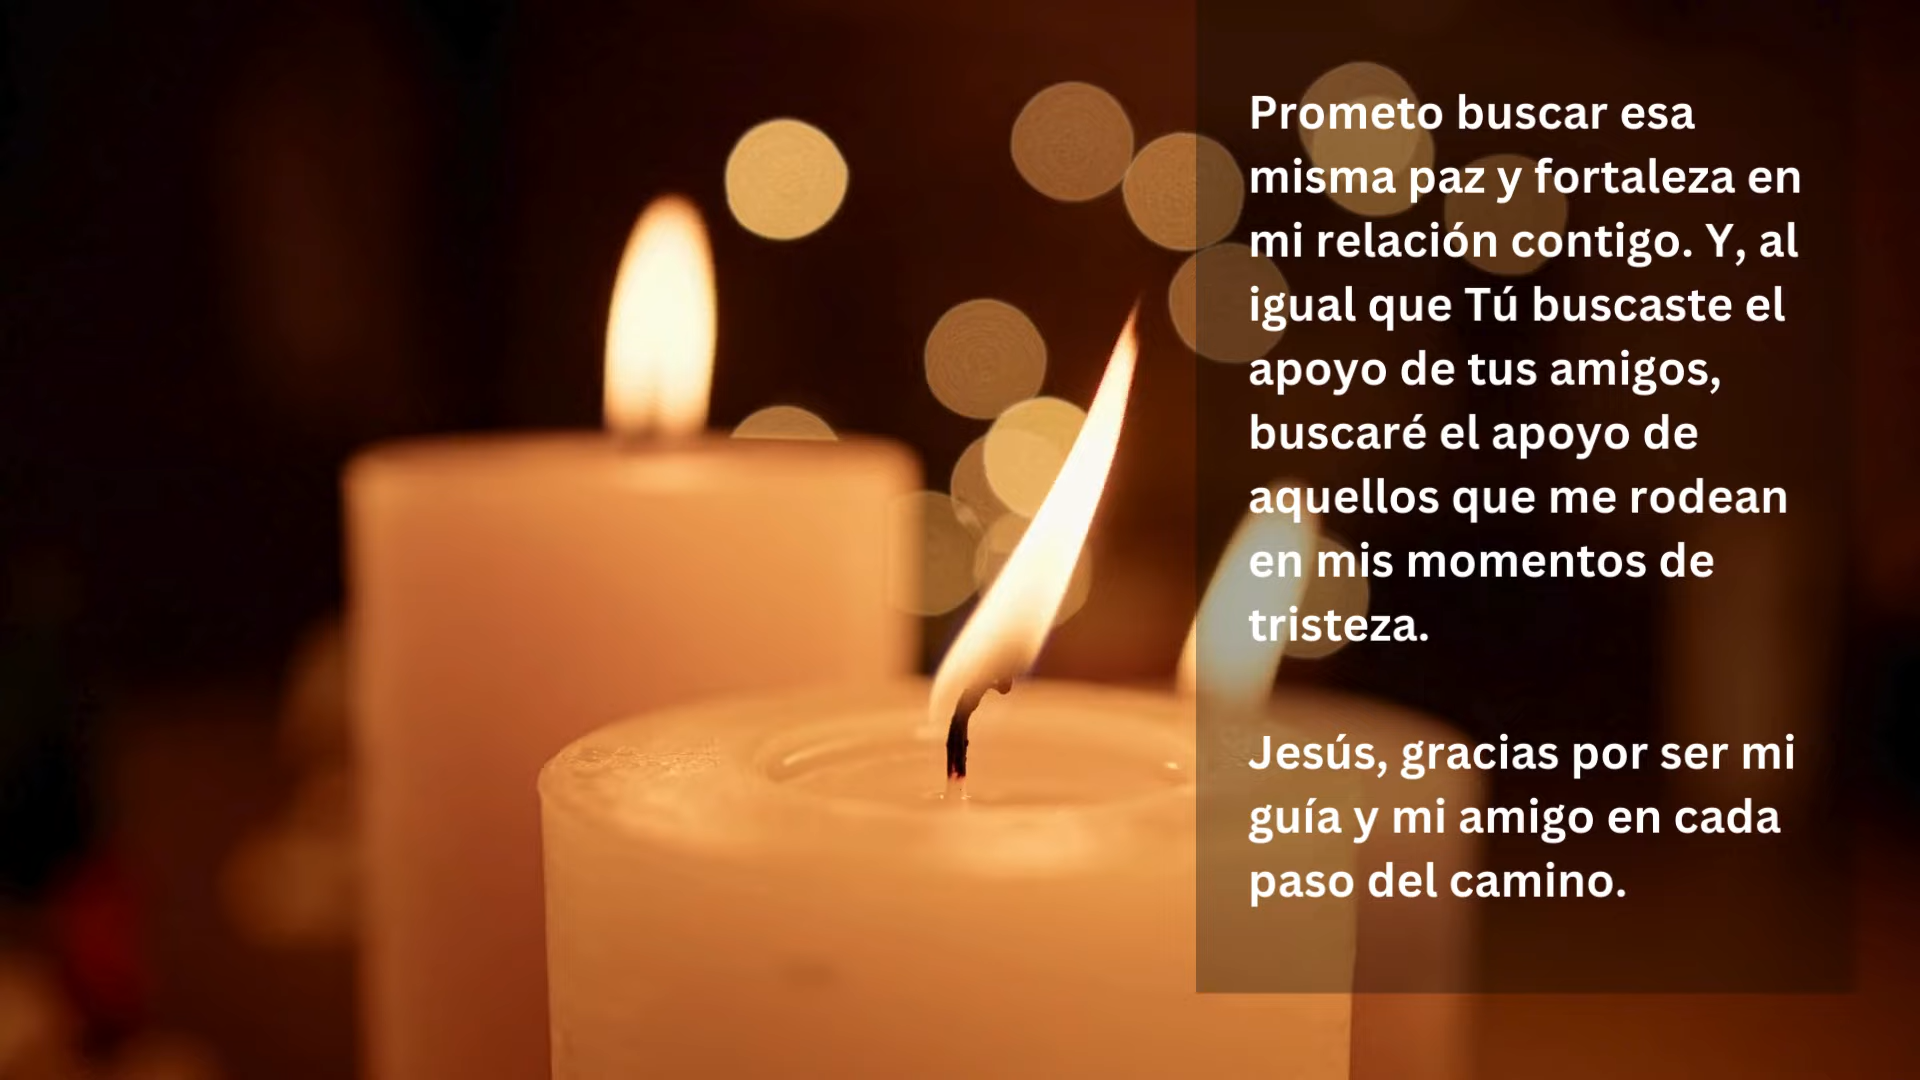 Prometo buscar esa
misma paz y fortaleza en
mi relación contigo. Y, al
igual que Tú buscaste el
apoyo de tus amigos,
buscaré el apoyo de
aquellos que me rodean
en mis momentos de
tristeza.
Jesús, gracias por ser mi
guía y mi amigo en cada
paso del camino.